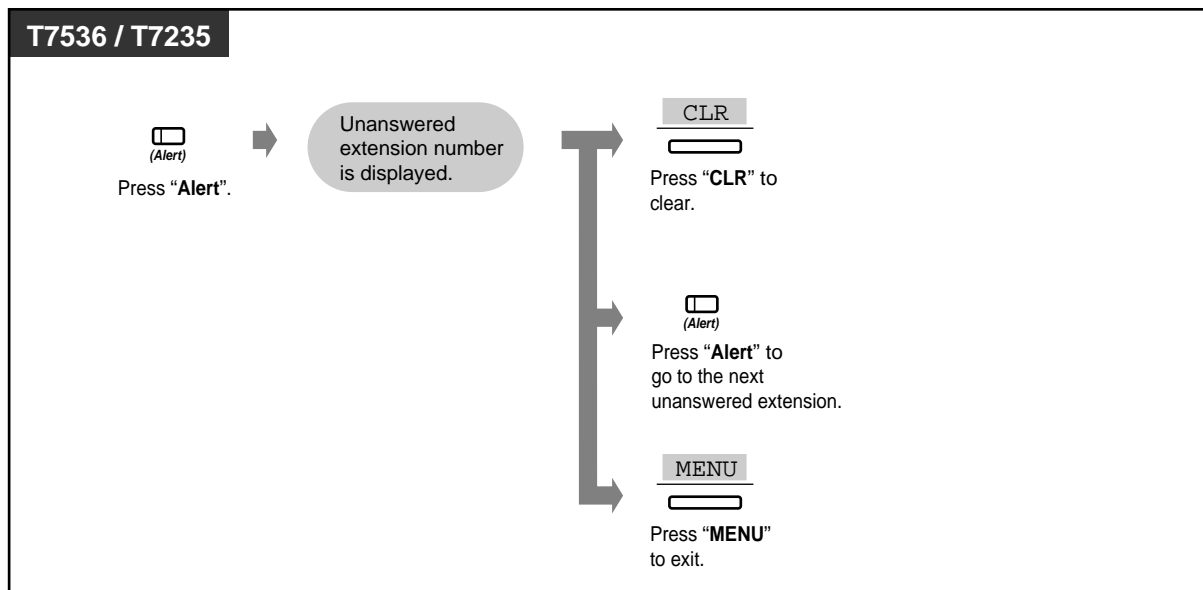 T7536 / T7235
(Alert)
Press “Alert”.
Unanswered
extension number
is displayed.
CLR
Press “CLR” to
clear.
(Alert)
Press “Alert” to
go to the next
unanswered extension.
MENU
Press “MENU”
to exit.